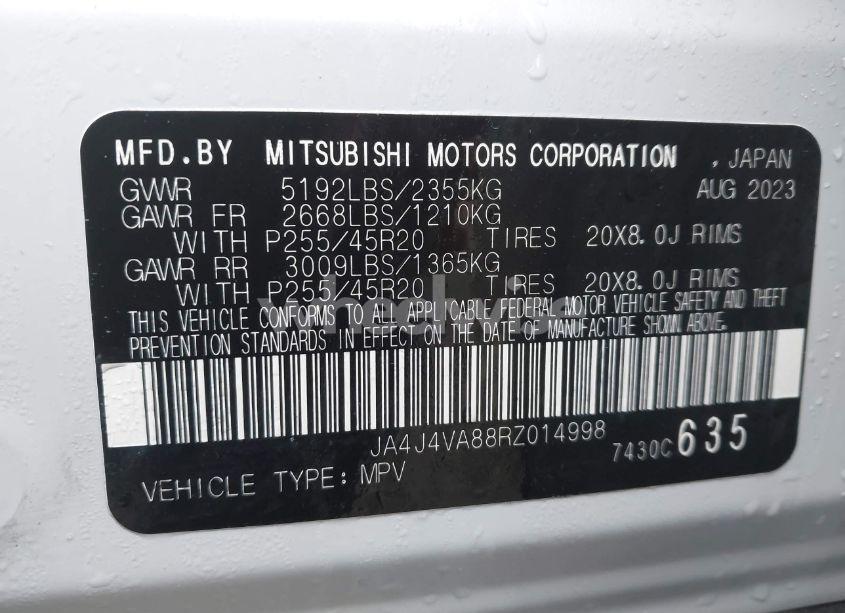 MFD.BY MITSUBISHI MOTORS CORPORATION , JAPAN
GVWR 5192LBS/2355KG AUG 2023
GAWR FR 2668LBS/1210KG
WITH P255/45R20 TIRES 20X8.0J RIMS
GAWR RR 3009LBS/1365KG
WITH P255/45R20 TIRES 20X8.0J RIMS
THIS VEHICLE CONFORMS TO ALL APPLICABLE FEDERAL MOTOR VEHICLE SAFETY AND THEFT
PREVENTION STANDARDS IN EFFECT ON THE DATE OF MANUFACTURE SHOWN ABOVE.
JA4J4VA88RZ014998
7430C 635
VEHICLE TYPE: MPV